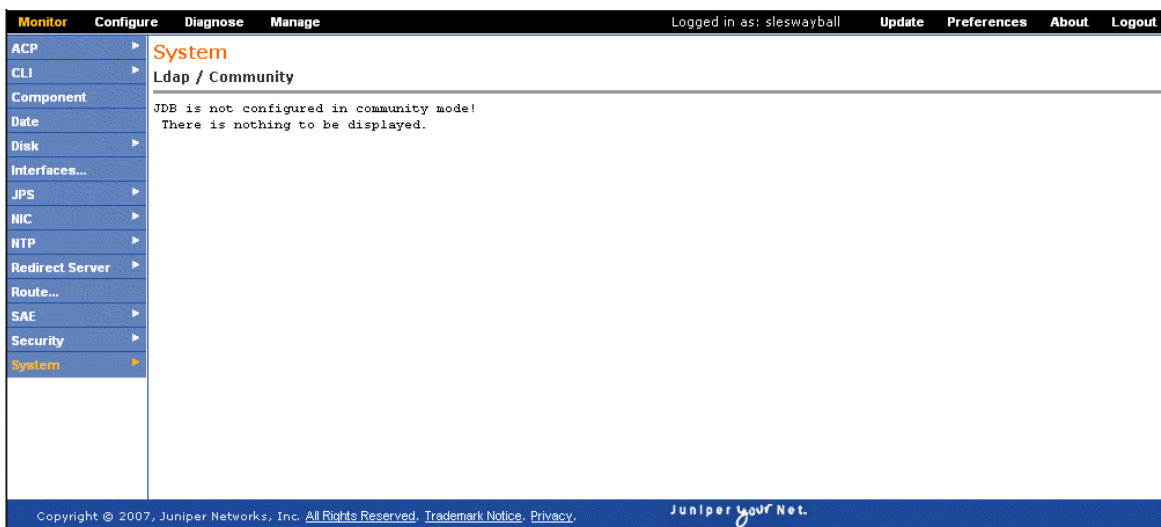 Monitor Configure Diagnose Manage Logged in as: sleswayball Update Preferences About Logout
ACP
CLI
Component
Date
Disk
Interfaces...
JPS
NIC
NTP
Redirect Server
Route...
SAE
Security
System
System
Ldap / Community
JDB is not configured in community mode!
There is nothing to be displayed.
Copyright © 2007, Juniper Networks, Inc. All Rights Reserved. Trademark Notice. Privacy.
Juniper your Net.